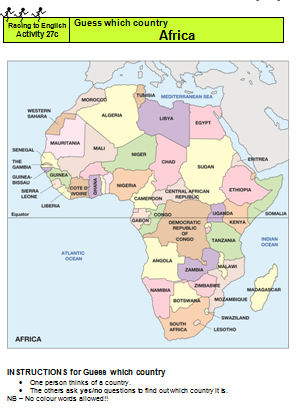 Racing to English
Activity 27c
Guess which country
Africa
TUNISIA
MEDITERRANEAN SEA
MOROCCO
ALGERIA
LIBYA
EGYPT
WESTERN
SAHARA
MAURITANIA
MALI
NIGER
CHAD
SUDAN
ERITREA
SENEGAL
THE
GAMBIA
GUINEA-
BISSAU
GUINEA
SIERRA
LEONE
LIBERIA
COTE D'
IVOIRE
GHANA
NIGERIA
CENTRAL AFRICAN
REPUBLIC
ETHIOPIA
SOMALIA
CAMEROON
Equator
GABON
CONGO
DEMOCRATIC
REPUBLIC
OF
CONGO
UGANDA
KENYA
INDIAN
OCEAN
TANZANIA
ATLANTIC
OCEAN
ANGOLA
ZAMBIA
MALAWI
ZIMBABWE
NAMIBIA
BOTSWANA
MOZAMBIQUE
MADAGASCAR
SWAZILAND
SOUTH
AFRICA
LESOTHO
AFRICA
INSTRUCTIONS for Guess which country
• One person thinks of a country.
• The others ask yes/no questions to find out which country it is.
NB – No colour words allowed!!